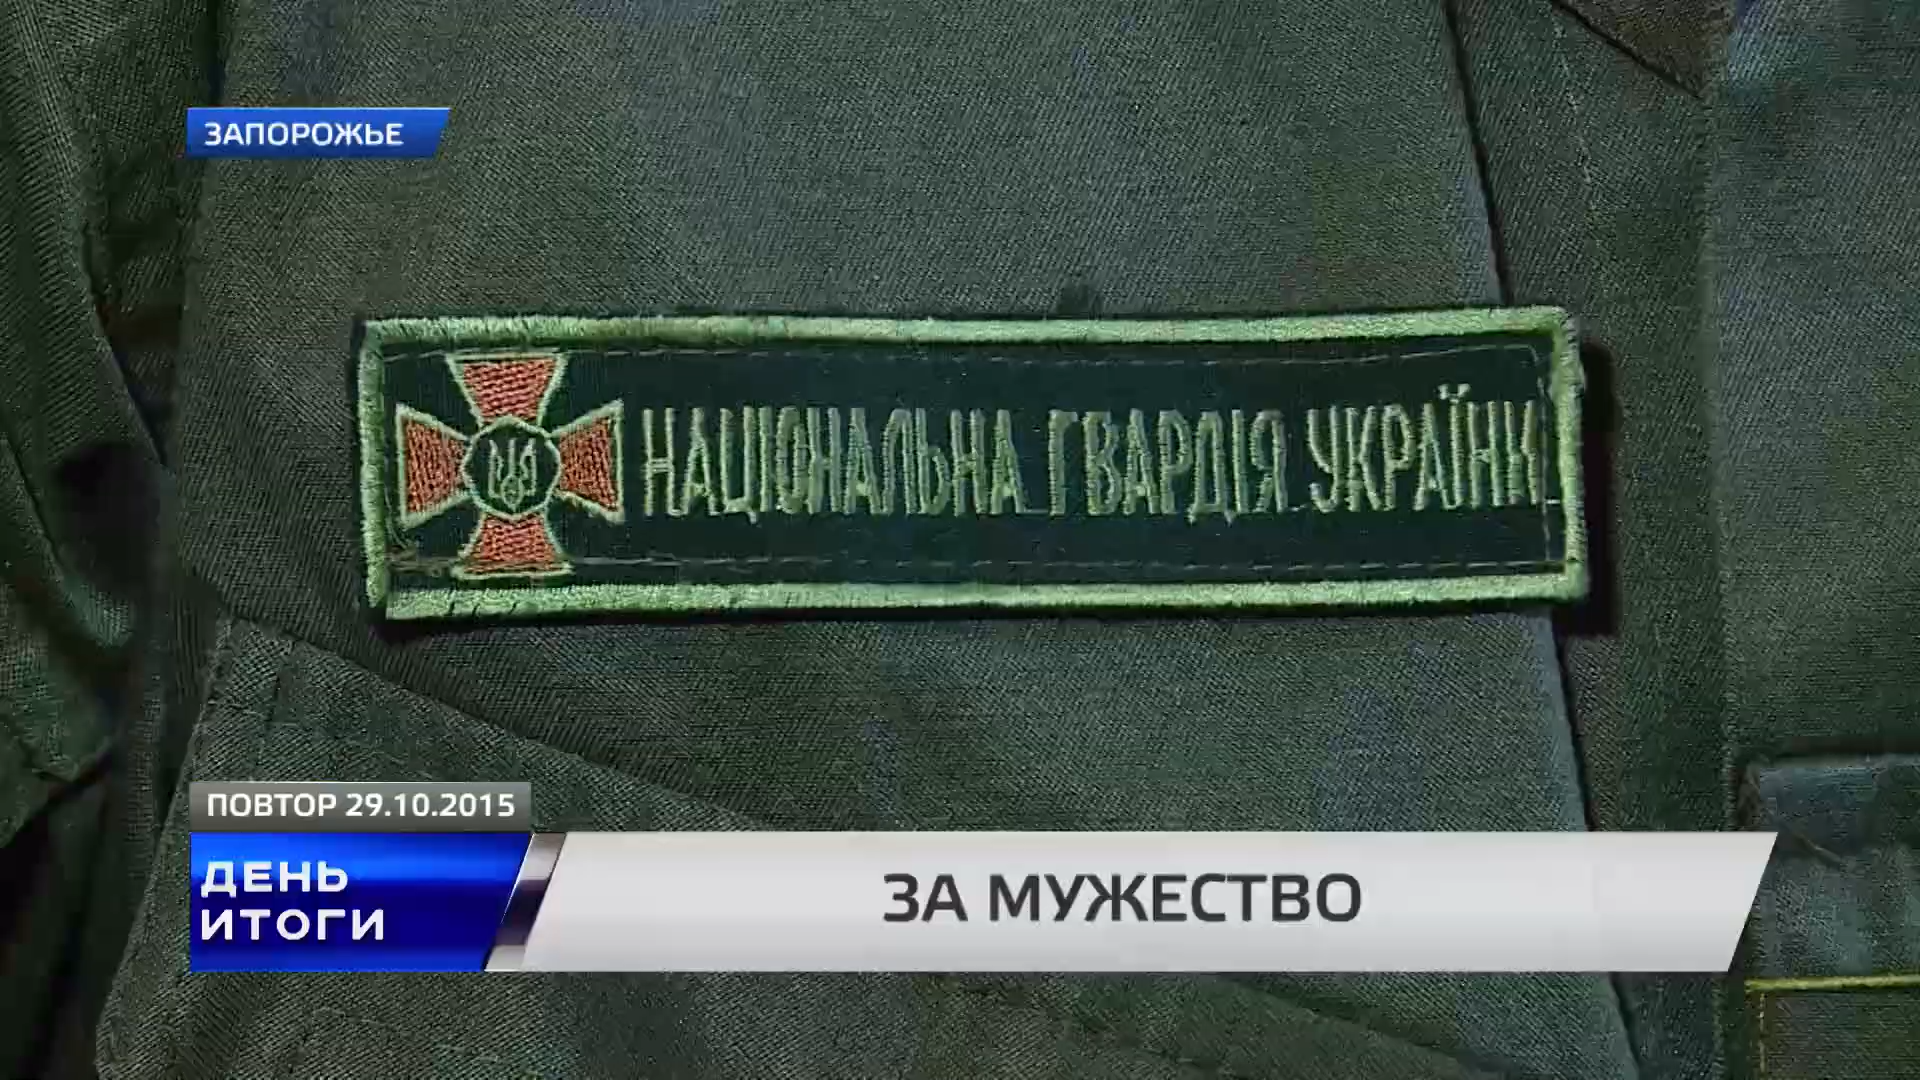 ЗАПОРОЖЬЕ
НАЦІОНАЛЬНА ГВАРДІЯ УКРАЇНИ
ПОВТОР 29.10.2015
ДЕНЬ
ИТОГИ
ЗА МУЖЕСТВО